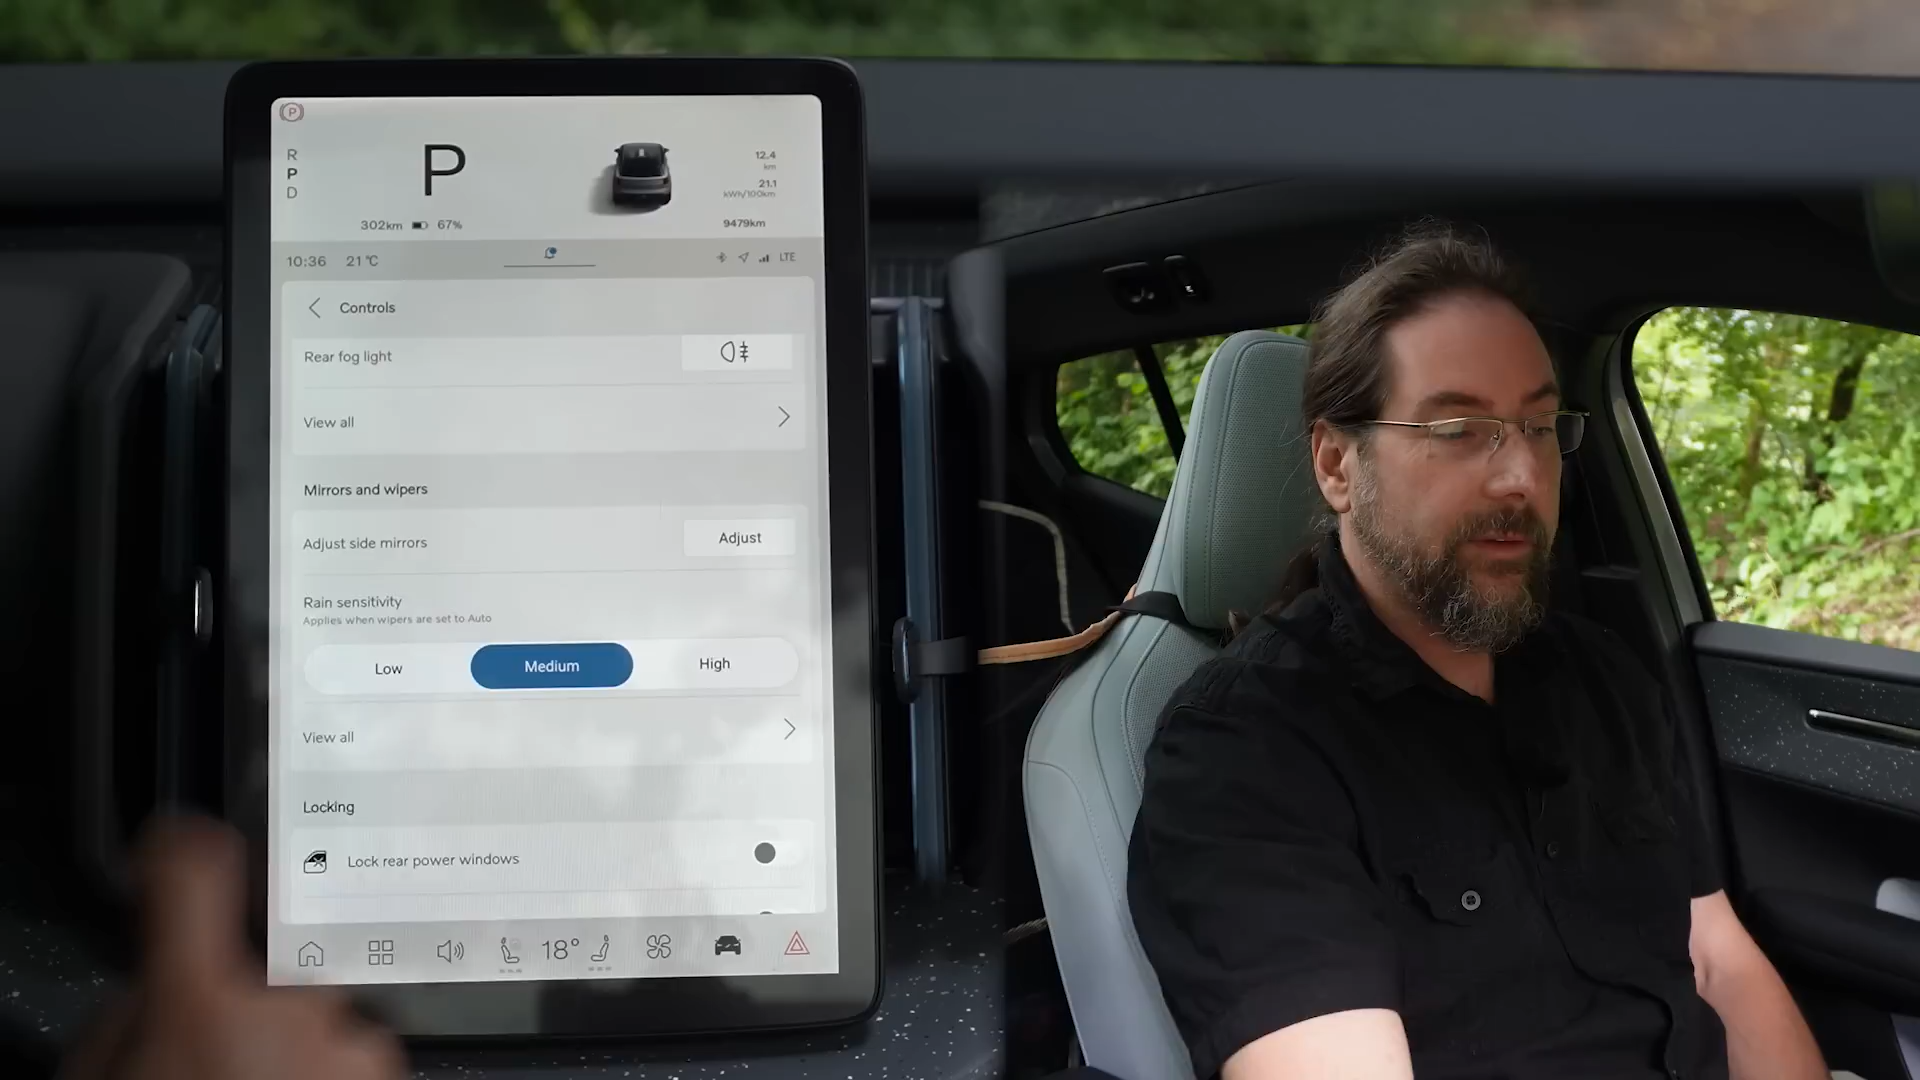 P
R
P
D
P
12.4
km
21.1
kWh/100km
302km 67%
9479km
10:36 21°C
LTE
Controls
Rear fog light
View all
Mirrors and wipers
Adjust side mirrors
Adjust
Rain sensitivity
Applies when wipers are set to Auto
Low Medium High
View all
Locking
Lock rear power windows
18°